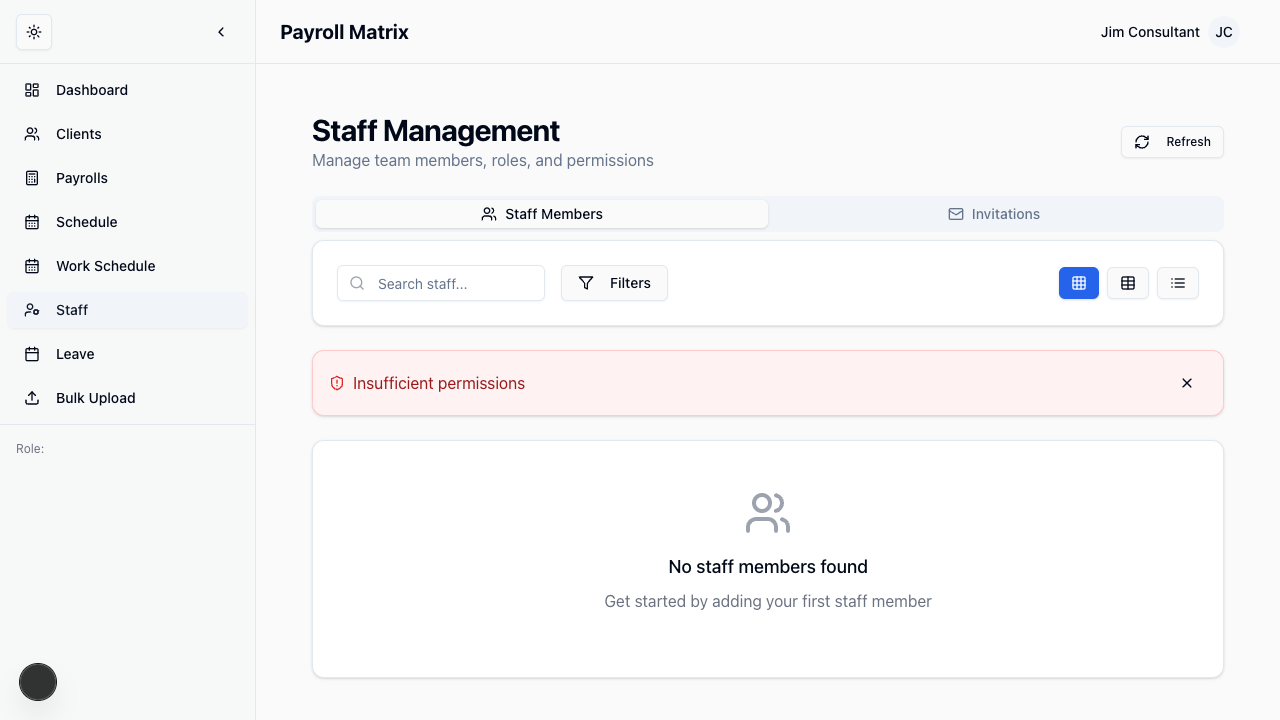 Payroll Matrix
Jim Consultant
JC
Dashboard
Clients
Payrolls
Schedule
Work Schedule
Staff
Leave
Bulk Upload
Role:
Staff Management
Manage team members, roles, and permissions
Refresh
Staff Members
Invitations
Search staff...
Filters
Insufficient permissions
No staff members found
Get started by adding your first staff member